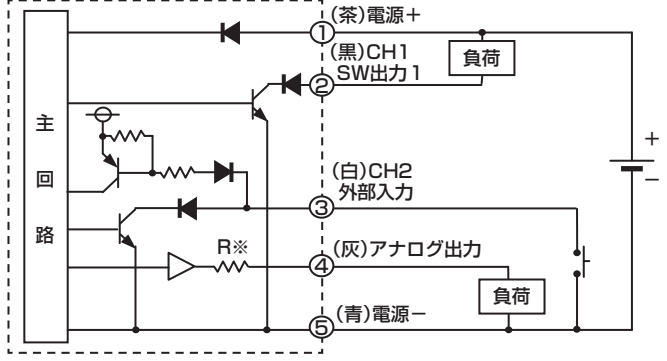 主回路
①
(茶)電源+
②
(黒)CH1
SW出力1
負荷
+
−
③
(白)CH2
外部入力
R※
④
(灰)アナログ出力
負荷
⑤
(青)電源−